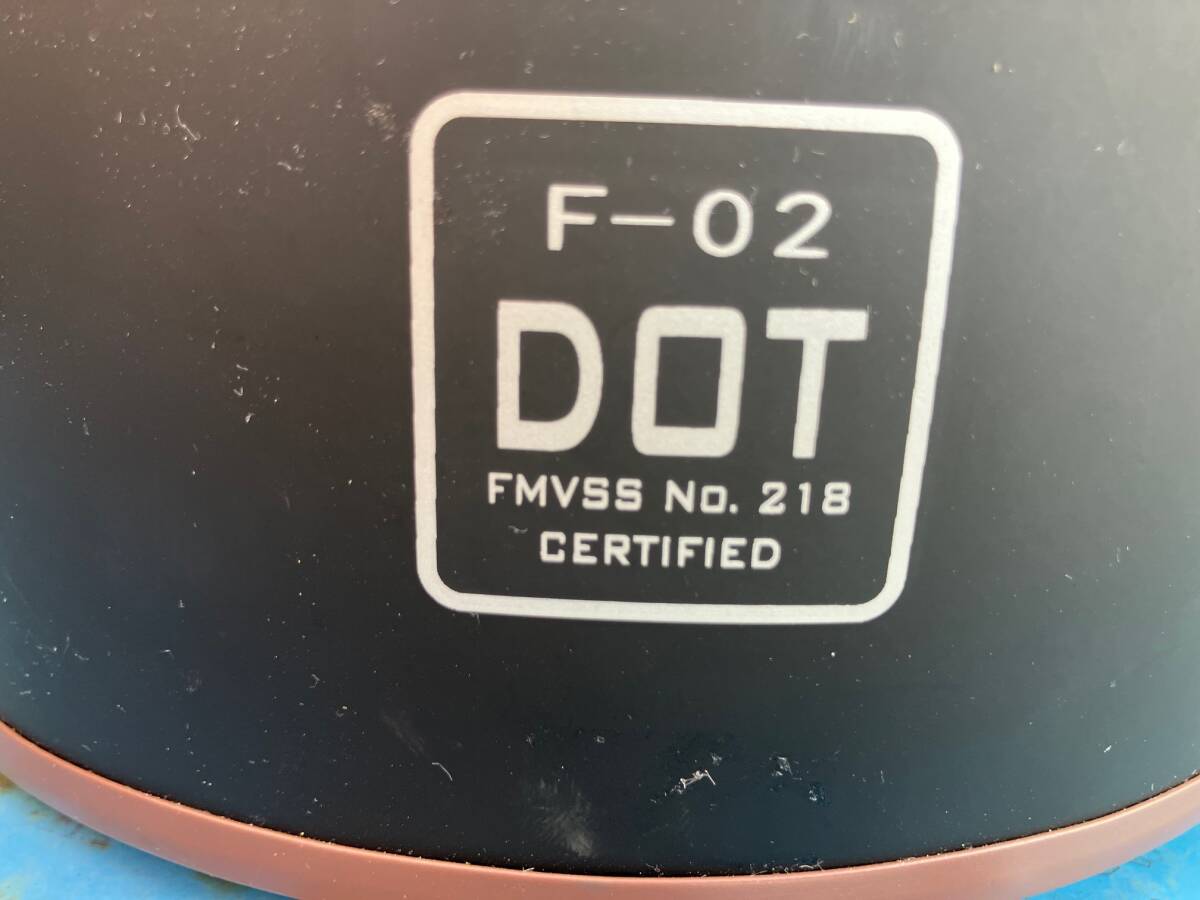 F-02
DOT
FMVSS No. 218
CERTIFIED